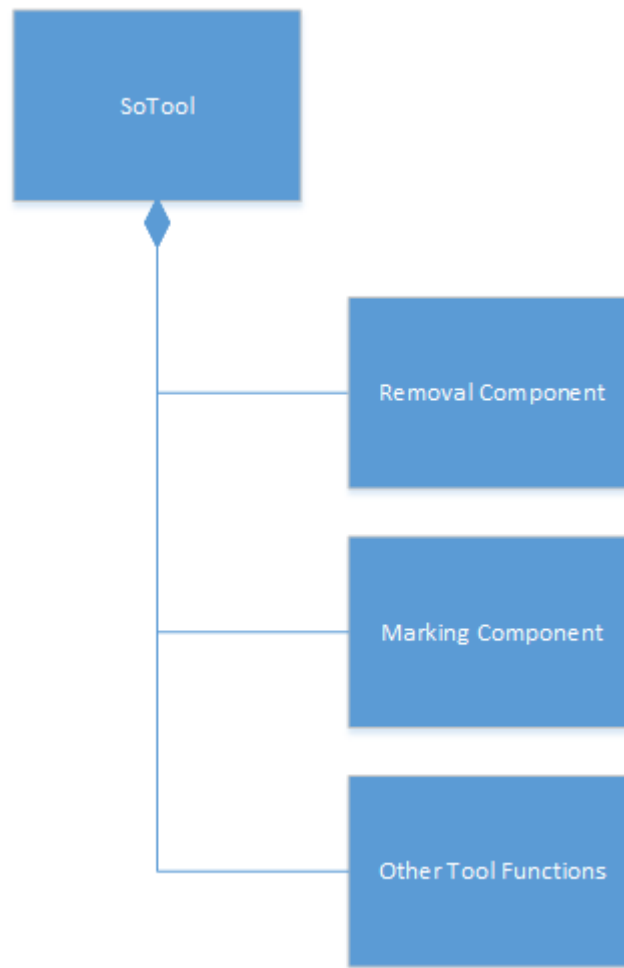 SoTool
Removal Component
Marking Component
Other Tool Functions